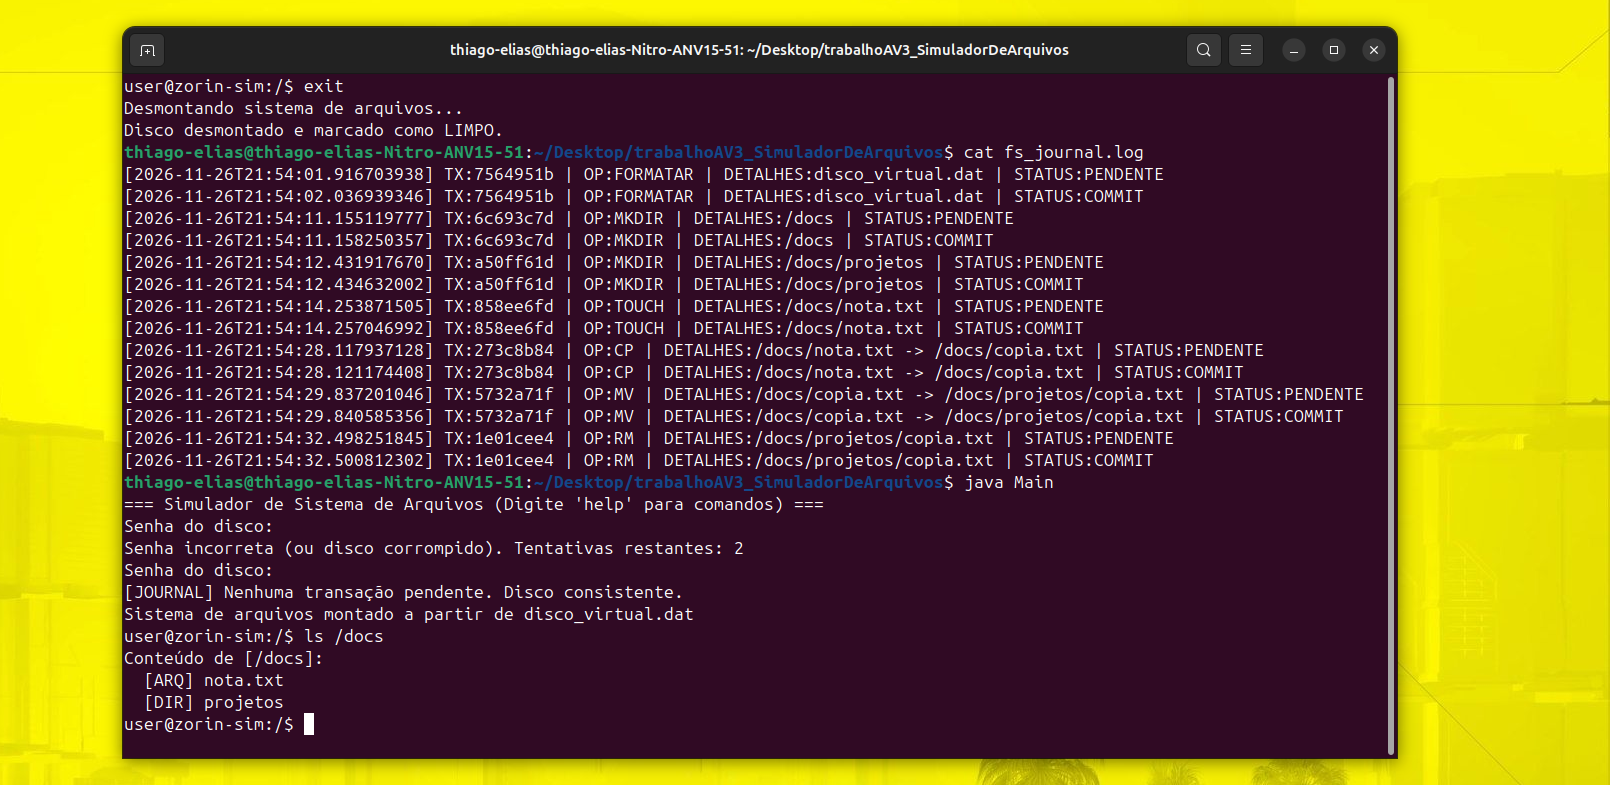 thiago-elias@thiago-elias-Nitro-ANV15-51: ~/Desktop/trabalhoAV3_SimuladorDeArquivos
user@zorin-sim:/$ exit
Desmontando sistema de arquivos...
Disco desmontado e marcado como LIMPO.
thiago-elias@thiago-elias-Nitro-ANV15-51:~/Desktop/trabalhoAV3_SimuladorDeArquivos$ cat fs_journal.log
[2026-11-26T21:54:01.916703938] TX:7564951b | OP:FORMATAR | DETALHES:disco_virtual.dat | STATUS:PENDENTE
[2026-11-26T21:54:02.036939346] TX:7564951b | OP:FORMATAR | DETALHES:disco_virtual.dat | STATUS:COMMIT
[2026-11-26T21:54:11.155119777] TX:6c693c7d | OP:MKDIR | DETALHES:/docs | STATUS:PENDENTE
[2026-11-26T21:54:11.158250357] TX:6c693c7d | OP:MKDIR | DETALHES:/docs | STATUS:COMMIT
[2026-11-26T21:54:12.431917670] TX:a50ff61d | OP:MKDIR | DETALHES:/docs/projetos | STATUS:PENDENTE
[2026-11-26T21:54:12.434632002] TX:a50ff61d | OP:MKDIR | DETALHES:/docs/projetos | STATUS:COMMIT
[2026-11-26T21:54:14.253871505] TX:858ee6fd | OP:TOUCH | DETALHES:/docs/nota.txt | STATUS:PENDENTE
[2026-11-26T21:54:14.257046992] TX:858ee6fd | OP:TOUCH | DETALHES:/docs/nota.txt | STATUS:COMMIT
[2026-11-26T21:54:28.117937128] TX:273c8b84 | OP:CP | DETALHES:/docs/nota.txt -> /docs/copia.txt | STATUS:PENDENTE
[2026-11-26T21:54:28.121174408] TX:273c8b84 | OP:CP | DETALHES:/docs/nota.txt -> /docs/copia.txt | STATUS:COMMIT
[2026-11-26T21:54:29.837201046] TX:5732a71f | OP:MV | DETALHES:/docs/copia.txt -> /docs/projetos/copia.txt | STATUS:PENDENTE
[2026-11-26T21:54:29.840585356] TX:5732a71f | OP:MV | DETALHES:/docs/copia.txt -> /docs/projetos/copia.txt | STATUS:COMMIT
[2026-11-26T21:54:32.498251845] TX:1e01cee4 | OP:RM | DETALHES:/docs/projetos/copia.txt | STATUS:PENDENTE
[2026-11-26T21:54:32.500812302] TX:1e01cee4 | OP:RM | DETALHES:/docs/projetos/copia.txt | STATUS:COMMIT
thiago-elias@thiago-elias-Nitro-ANV15-51:~/Desktop/trabalhoAV3_SimuladorDeArquivos$ java Main
=== Simulador de Sistema de Arquivos (Digite 'help' para comandos) ===
Senha do disco:
Senha incorreta (ou disco corrompido). Tentativas restantes: 2
Senha do disco:
[JOURNAL] Nenhuma transação pendente. Disco consistente.
Sistema de arquivos montado a partir de disco_virtual.dat
user@zorin-sim:/$ ls /docs
Conteúdo de [/docs]:
[ARQ] nota.txt
[DIR] projetos
user@zorin-sim:/$